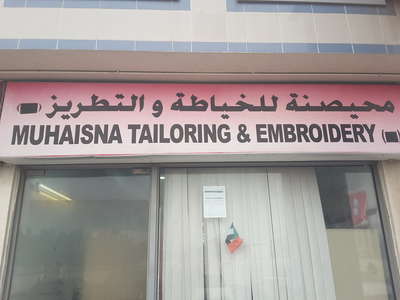 محيصنة للخياطة و التطريز
MUHAISNA TAILORING & EMBROIDERY